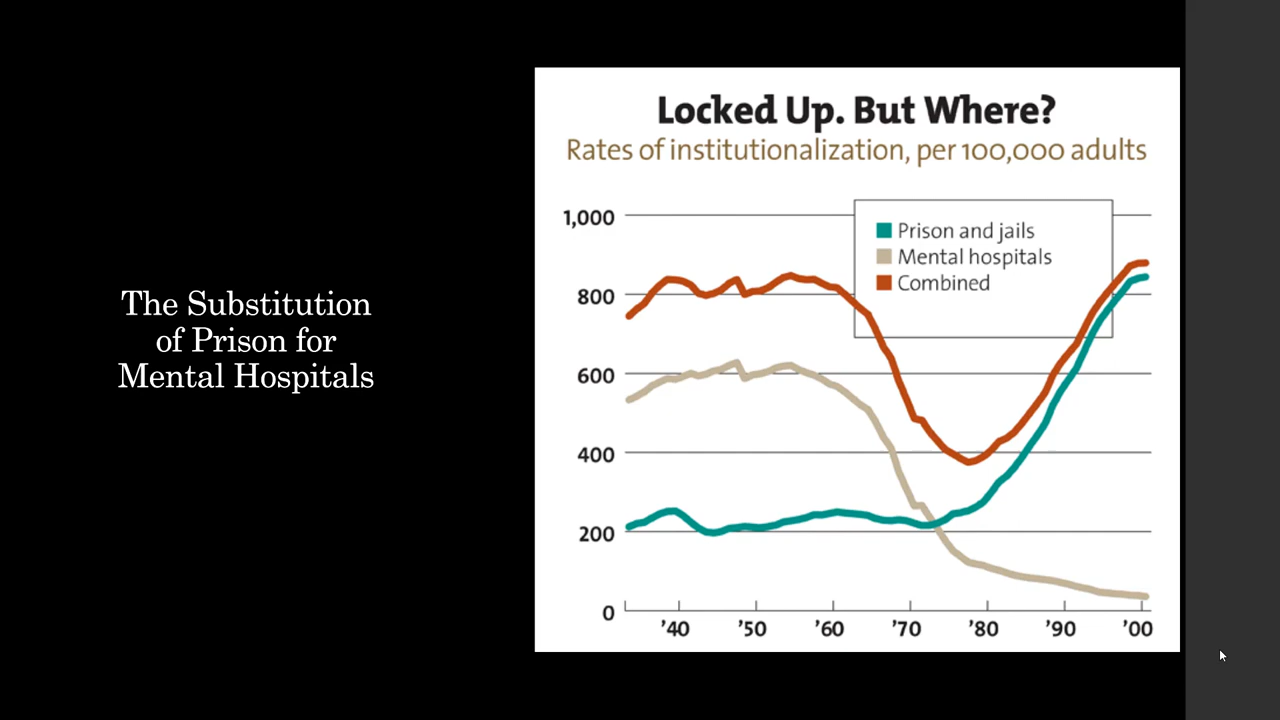 The Substitution
of Prison for
Mental Hospitals
Locked Up. But Where?
Rates of institutionalization, per 100,000 adults
1,000
800
600
400
200
0
Prison and jails
Mental hospitals
Combined
'40 '50 '60 '70 '80 '90 '00